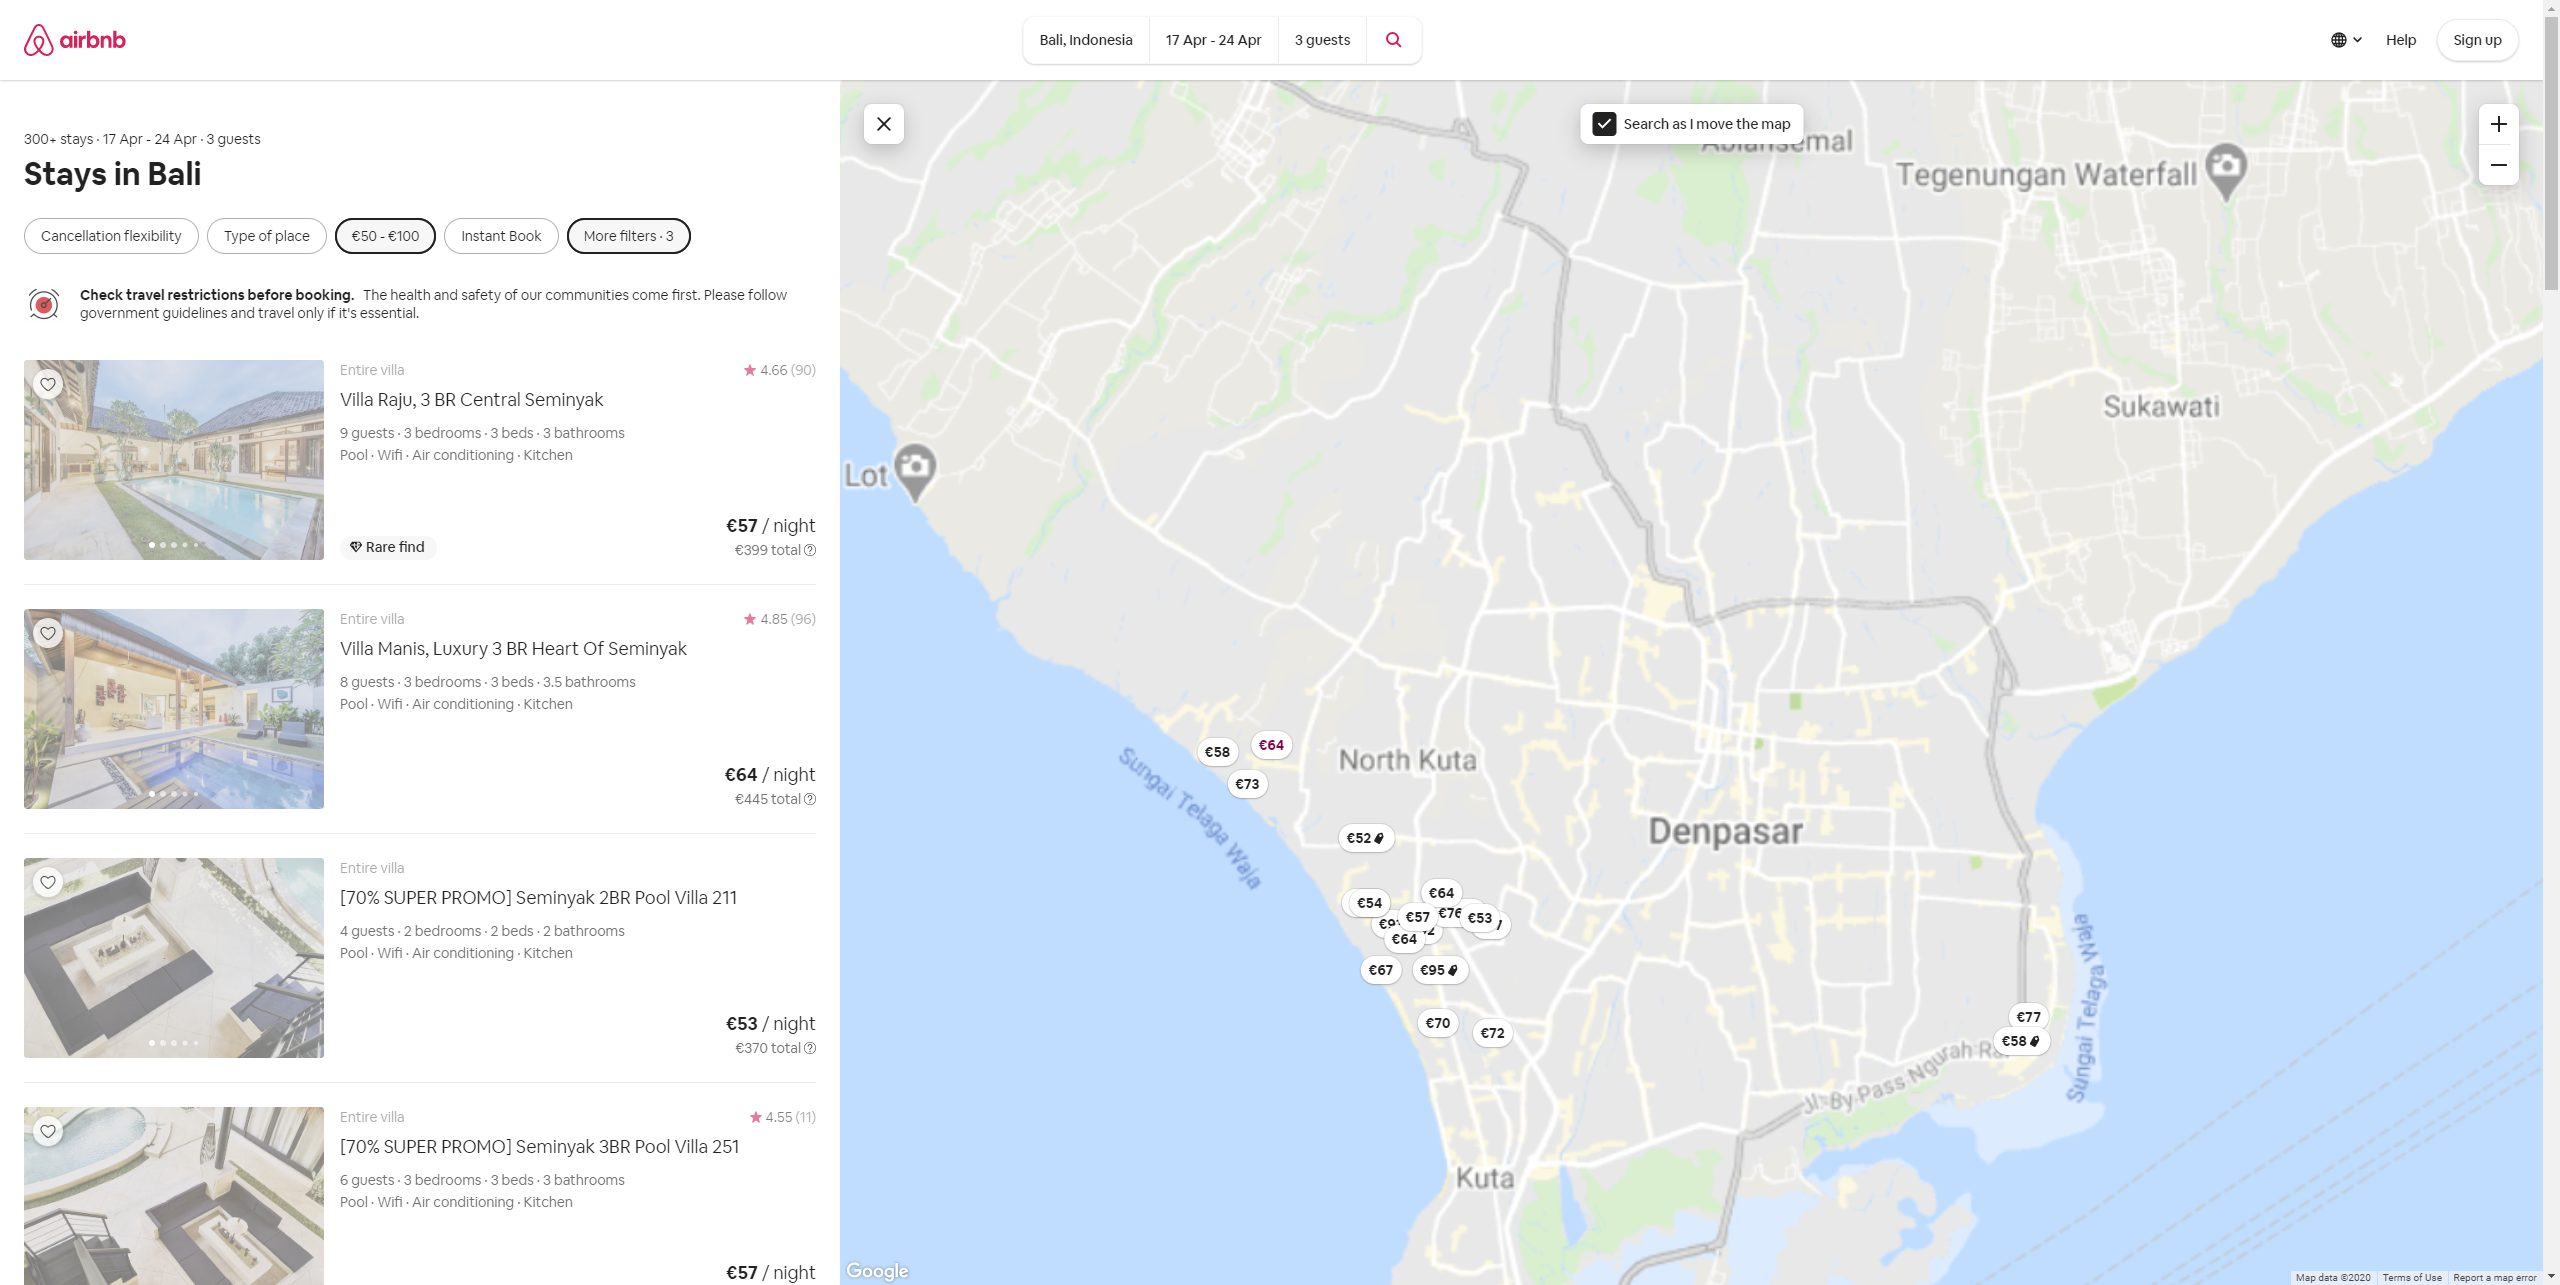 airbnb
Bali, Indonesia
17 Apr - 24 Apr
3 guests
Help
Sign up
300+ stays · 17 Apr - 24 Apr · 3 guests
Stays in Bali
Cancellation flexibility
Type of place
€50 - €100
Instant Book
More filters · 3
Check travel restrictions before booking. The health and safety of our communities come first. Please follow
government guidelines and travel only if it's essential.
Entire villa
4.66 (90)
Villa Raju, 3 BR Central Seminyak
9 guests · 3 bedrooms · 3 beds · 3 bathrooms
Pool · Wifi · Air conditioning · Kitchen
Rare find
€57 / night
€399 total
Entire villa
4.85 (96)
Villa Manis, Luxury 3 BR Heart Of Seminyak
8 guests · 3 bedrooms · 3 beds · 3.5 bathrooms
Pool · Wifi · Air conditioning · Kitchen
€64 / night
€445 total
Entire villa
[70% SUPER PROMO] Seminyak 2BR Pool Villa 211
4 guests · 2 bedrooms · 2 beds · 2 bathrooms
Pool · Wifi · Air conditioning · Kitchen
€53 / night
€370 total
Entire villa
4.55 (11)
[70% SUPER PROMO] Seminyak 3BR Pool Villa 251
6 guests · 3 bedrooms · 3 beds · 3 bathrooms
Pool · Wifi · Air conditioning · Kitchen
€57 / night
Search as I move the map
Tegenungan Waterfall
Sukawati
Lot
€58
€64
€73
North Kuta
Sungai Telaga Waja
€52
Denpasar
€64
€54
€57
€76
€53
€64
€67
€95
€70
€72
Sungai Telaga Waja
€77
€58
Jl. By Pass Ngurah
Kuta
Google
Map data ©2020
Terms of Use
Report a map error